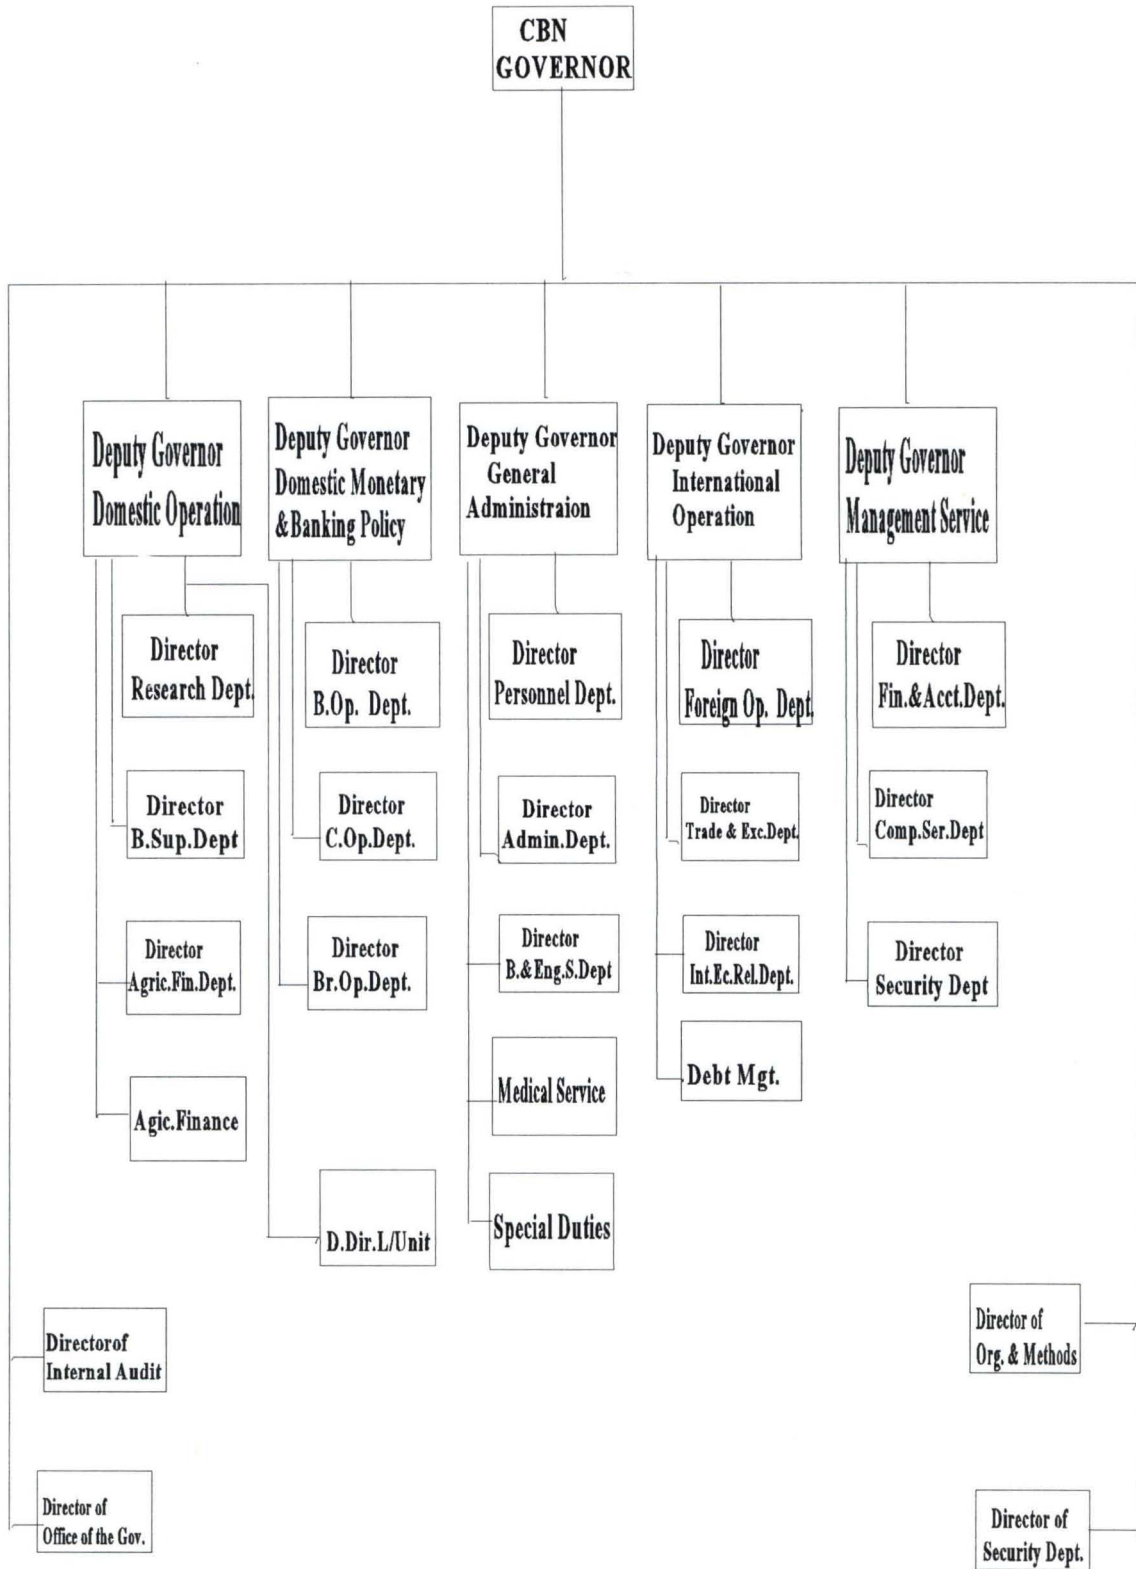 CBN
GOVERNOR
Deputy Governor
Domestic Operation
Deputy Governor
Domestic Monetary
&Banking Policy
Deputy Governor
General
Administraion
Deputy Governor
International
Operation
Deputy Governor
Management Service
Director
Research Dept.
Director
B.Op. Dept.
Director
Personnel Dept.
Director
Foreign Op. Dept.
Director
Fin.&Acct.Dept.
Director
B.Sup.Dept
Director
C.Op.Dept.
Director
Admin.Dept.
Director
Trade & Exc.Dept.
Director
Comp.Ser.Dept
Director
Agric.Fin.Dept.
Director
Br.Op.Dept.
Director
B.&Eng.S.Dept
Director
Int.Ec.Rel.Dept.
Director
Security Dept
Agic.Finance
Medical Service
Debt Mgt.
D.Dir.L/Unit
Special Duties
Directorof
Internal Audit
Director of
Org. & Methods
Director of
Office of the Gov.
Director of
Security Dept.